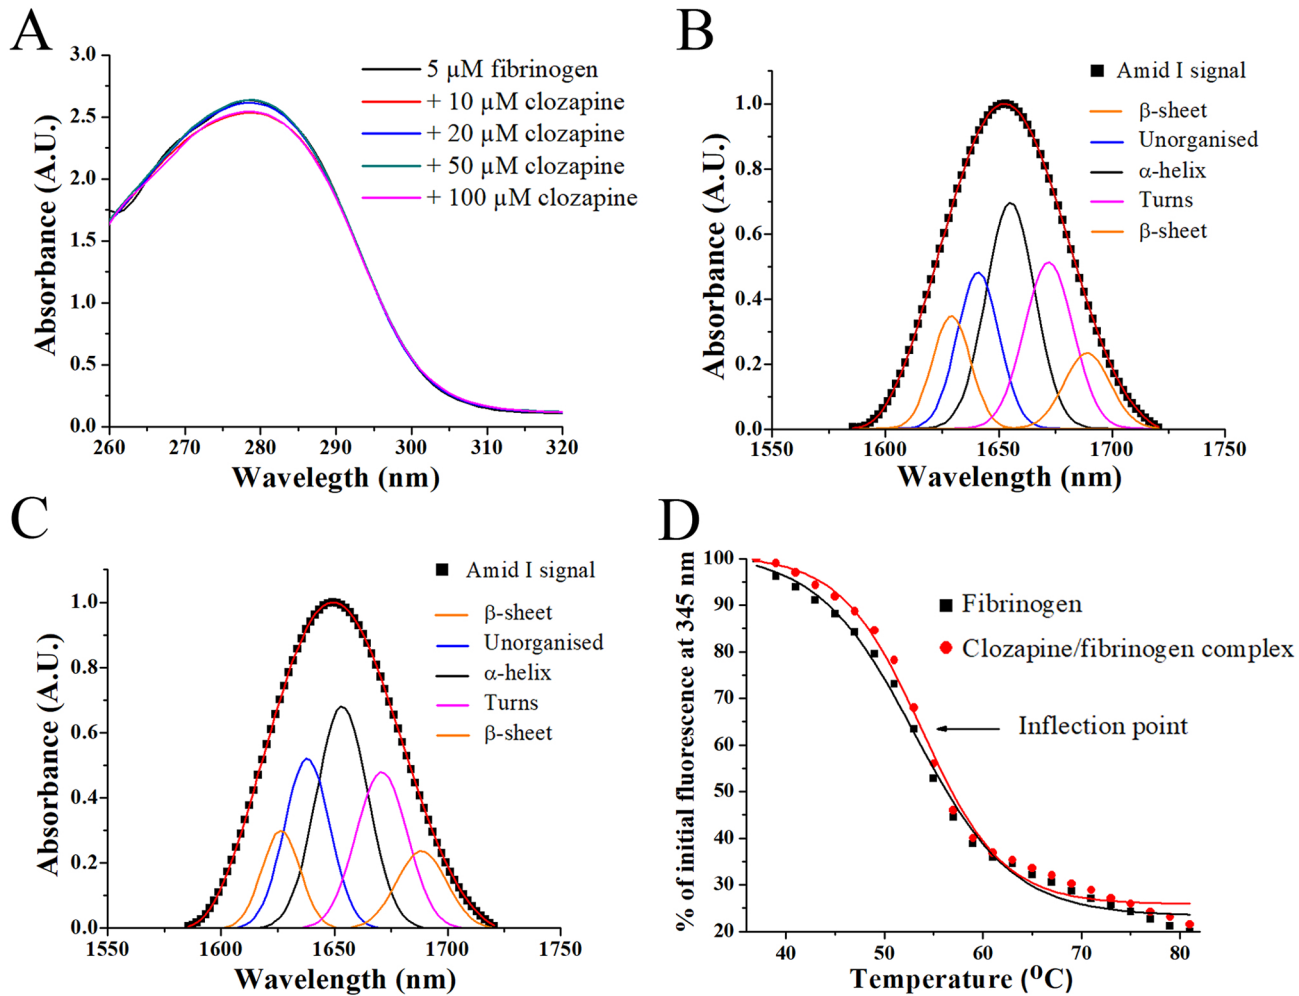 A
3.0
2.5
2.0
1.5
1.0
0.5
0.0
260
270
280
290
300
310
320
Absorbance (A.U.)
Wavelegth (nm)
5 µM fibrinogen
+ 10 µM clozapine
+ 20 µM clozapine
+ 50 µM clozapine
+ 100 µM clozapine
B
1.0
0.8
0.6
0.4
0.2
0.0
1550
1600
1650
1700
1750
Absorbance (A.U.)
Wavelength (nm)
Amid I signal
β-sheet
Unorganised
α-helix
Turns
β-sheet
C
1.0
0.8
0.6
0.4
0.2
0.0
1550
1600
1650
1700
1750
Absorbance (A.U.)
Wavelength (nm)
Amid I signal
β-sheet
Unorganised
α-helix
Turns
β-sheet
D
100
90
80
70
60
50
40
30
20
40
50
60
70
80
% of initial fluorescence at 345 nm
Temperature (⁰C)
Fibrinogen
Clozapine/fibrinogen complex
Inflection point